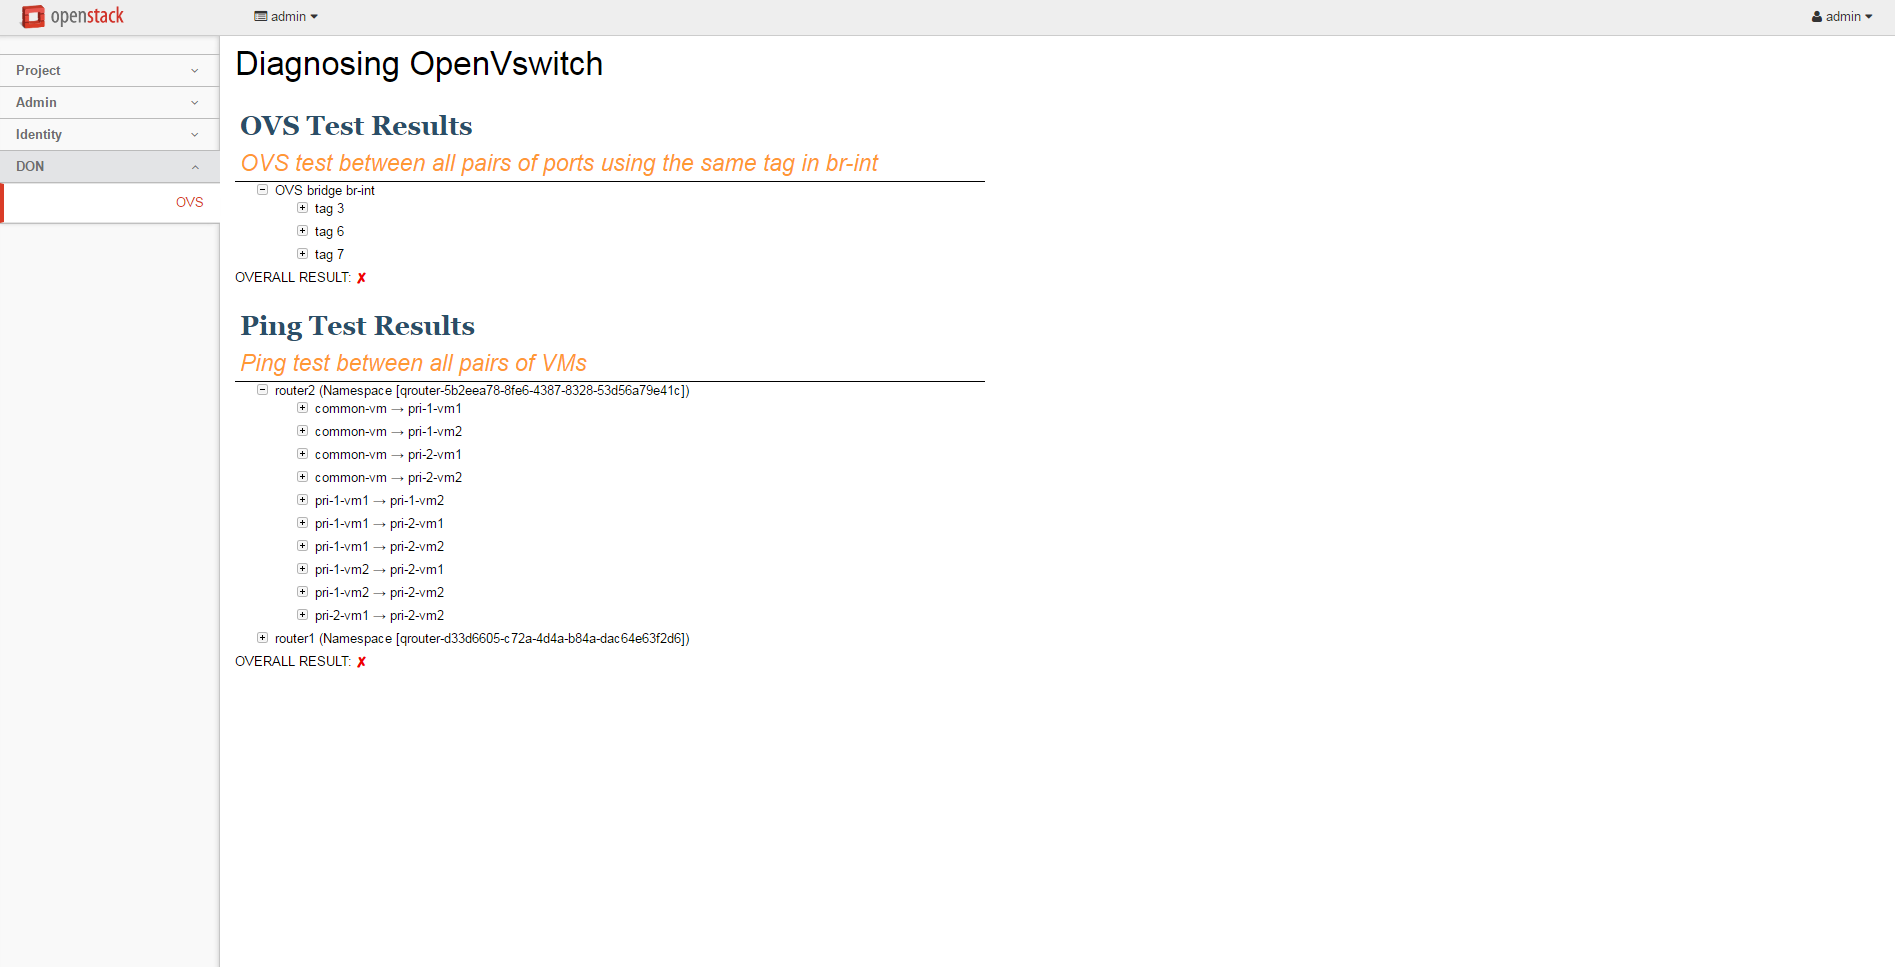 openstack
admin
admin
Project
Admin
Identity
DON
OVS
Diagnosing OpenVswitch
OVS Test Results
OVS test between all pairs of ports using the same tag in br-int
OVS bridge br-int
tag 3
tag 6
tag 7
OVERALL RESULT: ✗
Ping Test Results
Ping test between all pairs of VMs
router2 (Namespace [qrouter-5b2eea78-8fe6-4387-8328-53d56a79e41c])
common-vm → pri-1-vm1
common-vm → pri-1-vm2
common-vm → pri-2-vm1
common-vm → pri-2-vm2
pri-1-vm1 → pri-1-vm2
pri-1-vm1 → pri-2-vm1
pri-1-vm1 → pri-2-vm2
pri-1-vm2 → pri-2-vm1
pri-1-vm2 → pri-2-vm2
pri-2-vm1 → pri-2-vm2
router1 (Namespace [qrouter-d33d6605-c72a-4d4a-b84a-dac64e63f2d6])
OVERALL RESULT: ✗